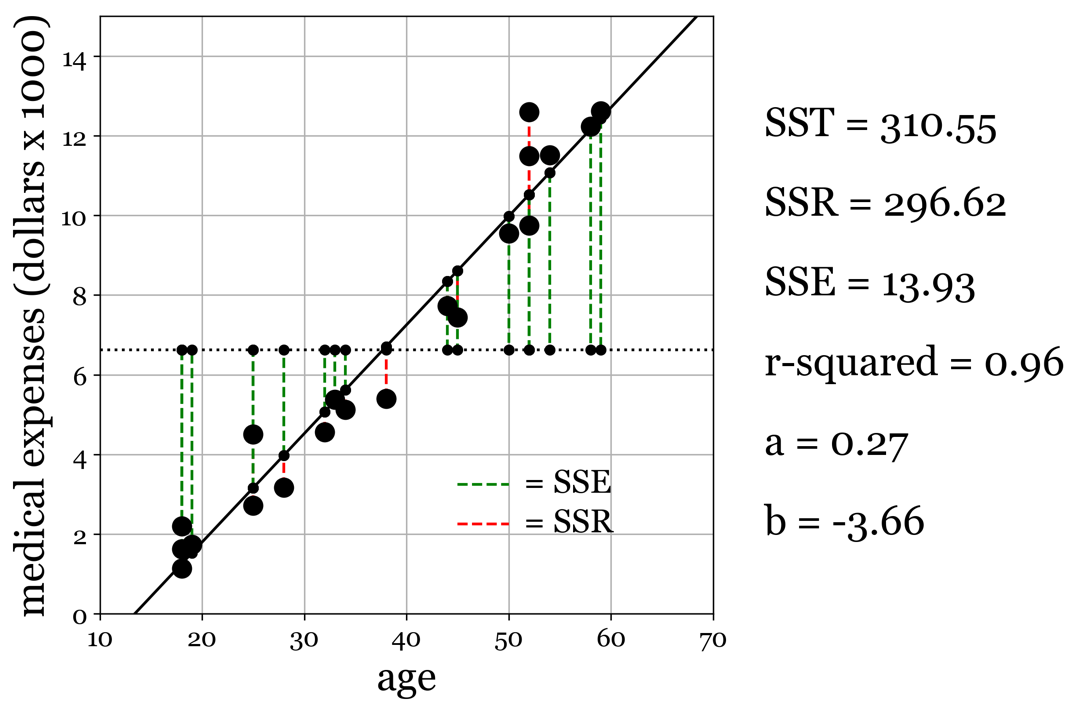 medical expenses (dollars x 1000)
14
12
10
8
6
4
2
0
10 20 30 40 50 60 70
age
= SSE
= SSR
SST = 310.55
SSR = 296.62
SSE = 13.93
r-squared = 0.96
a = 0.27
b = -3.66